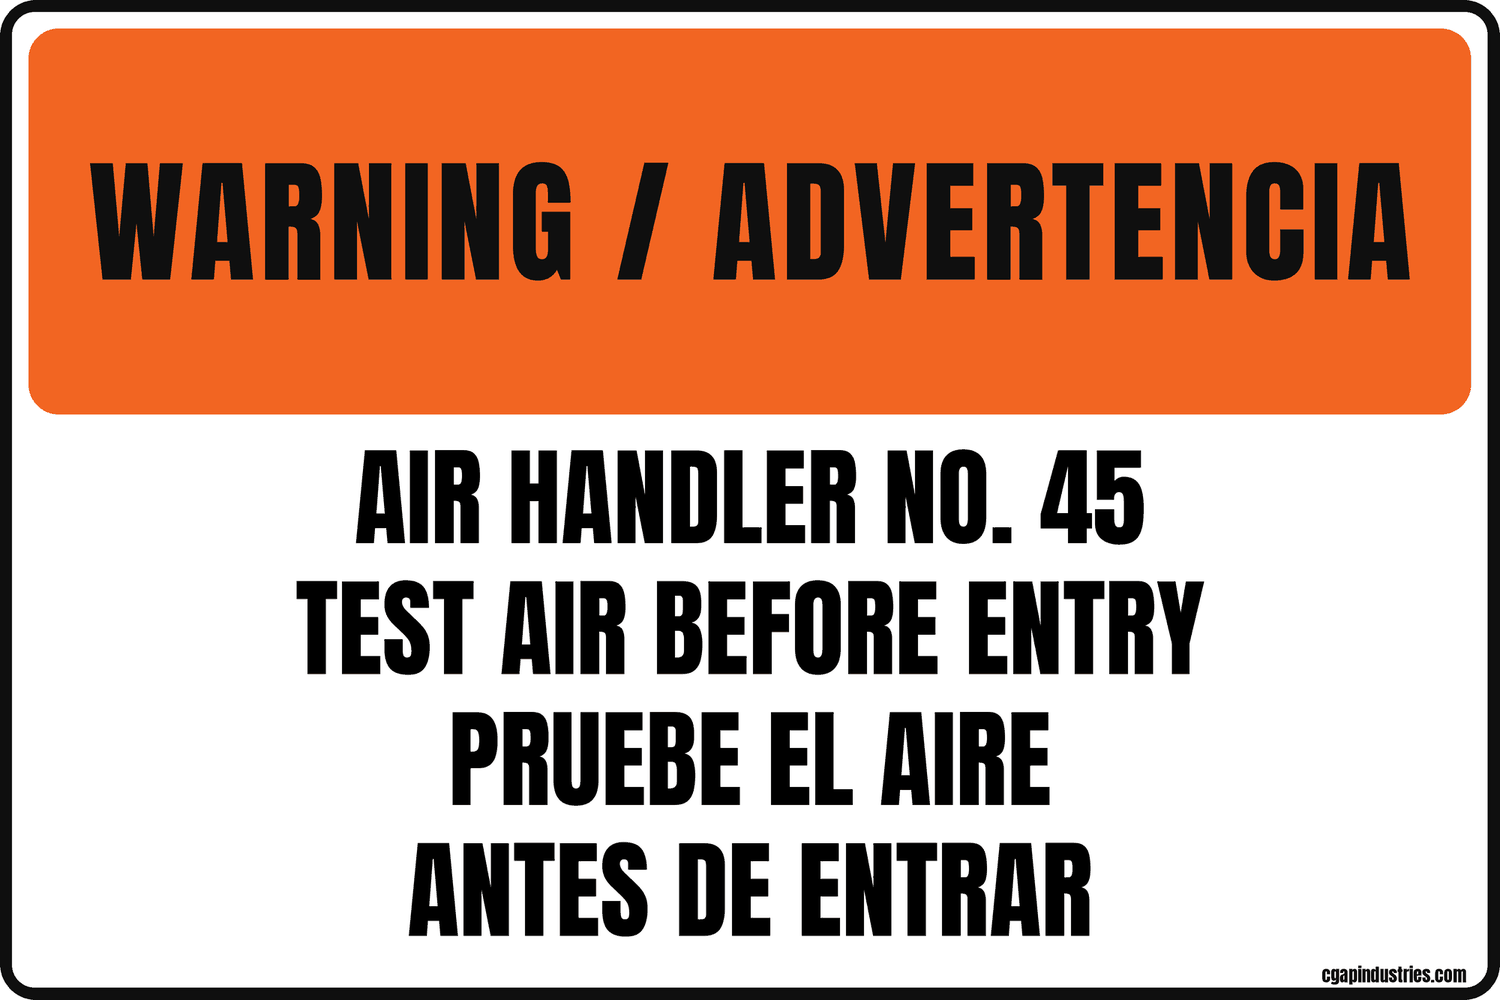 WARNING / ADVERTENCIA
AIR HANDLER NO. 45
TEST AIR BEFORE ENTRY
PRUEBE EL AIRE
ANTES DE ENTRAR
cgapindustries.com